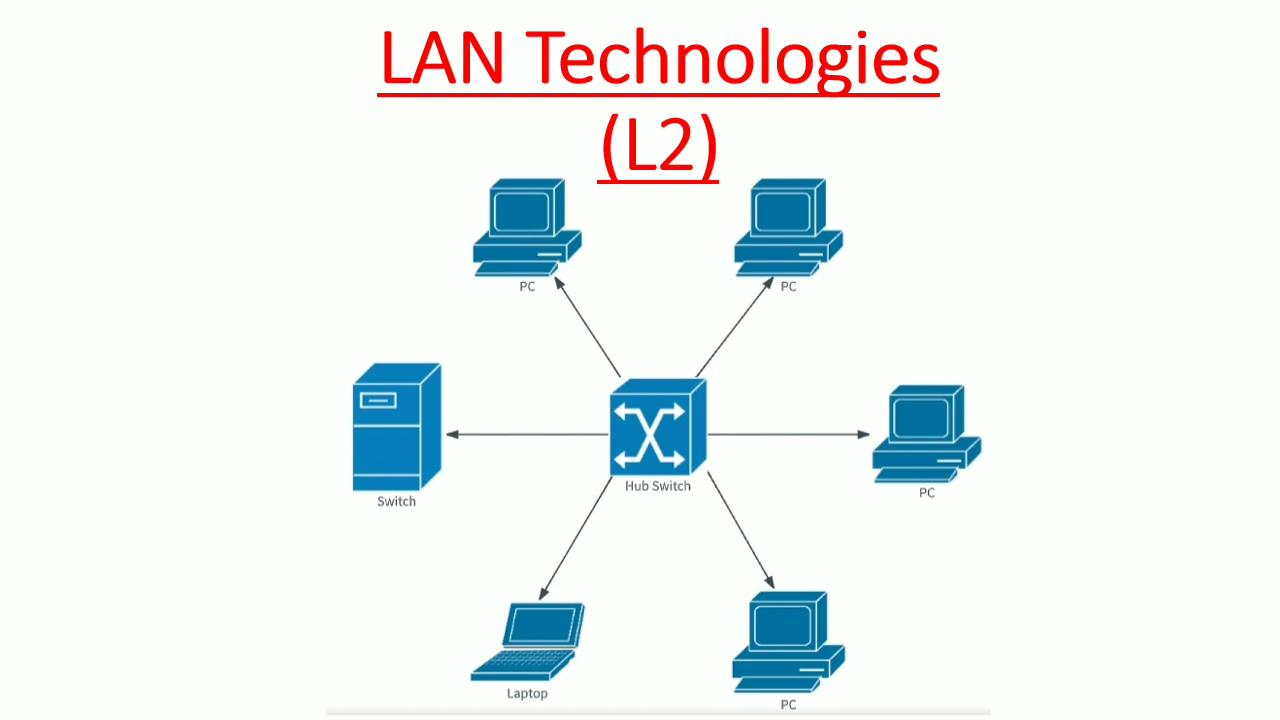 LAN Technologies
(L2)
PC
PC
Switch
Hub Switch
PC
Laptop
PC